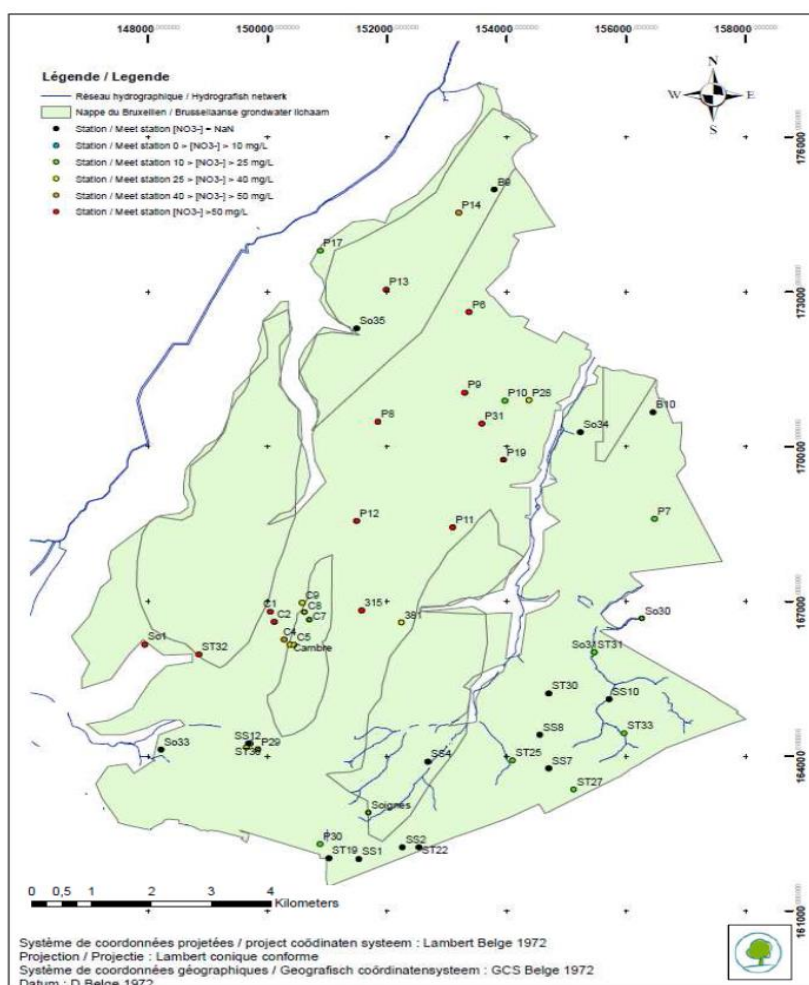 148000 150000 152000 154000 156000 158000
Légende / Legende
Réseau hydrographique / Hydrografish netwerk
Nappe du Bruxellien / Brusseliaanse grondwater lichaam
Station / Meet station [NO3-] = NaN
Station / Meet station 0 > [NO3-] > 10 mg/L
Station / Meet station 10 > [NO3-] > 25 mg/L
Station / Meet station 25 > [NO3-] > 40 mg/L
Station / Meet station 40 > [NO3-] > 50 mg/L
Station / Meet station [NO3-] >50 mg/L
N
W E
S
176000
B9
P14
P17
173000
P13
P6
So35
P9
P10 P28
B10
P8
P31
So34
170000
P19
P7
P12
P11
167000
C9
C1 C8
315
C2 C7
381
So30
C4
So1
C5
Cambre
ST32
So31 ST31
ST30
SS10
SS12
SS8
ST33
So33
P29
164000
SS4
ST25
SS7
ST27
Soignes
P30
SS2
ST19 SS1
ST22
161000
0 0,5 1 2 3 4
Kilometers
Système de coordonnées projetées / project coödinaten systeem : Lambert Belge 1972
Projection / Projectie : Lambert conique conforme
Système de coordonnées géographiques / Geografisch coördinatensysteem : GCS Belge 1972
Datum : D Belge 1972